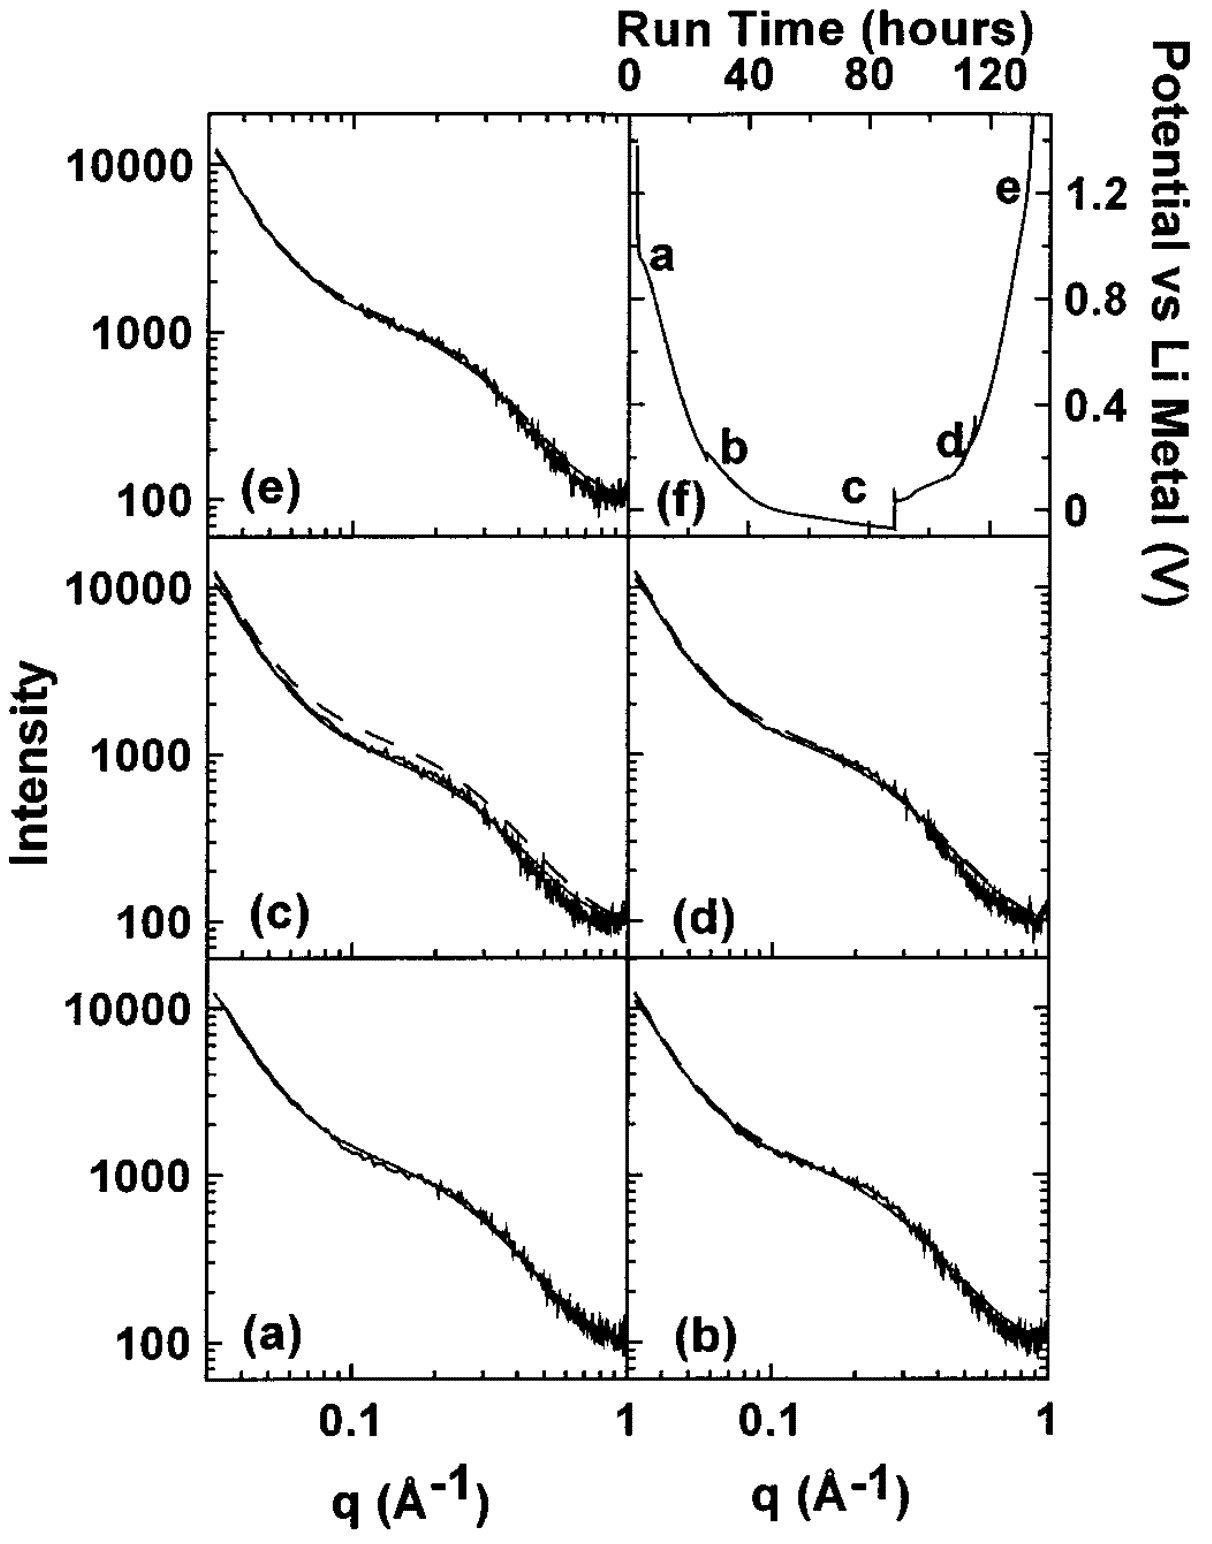 Run Time (hours)
0 40 80 120
Potential vs Li Metal (V)
10000
1000
100
(e)
a
b
c
d
e
(f)
1.2
0.8
0.4
0
Intensity
10000
1000
100
(c)
(d)
10000
1000
100
(a)
(b)
0.1 1 0.1 1
q (Å-1) q (Å-1)